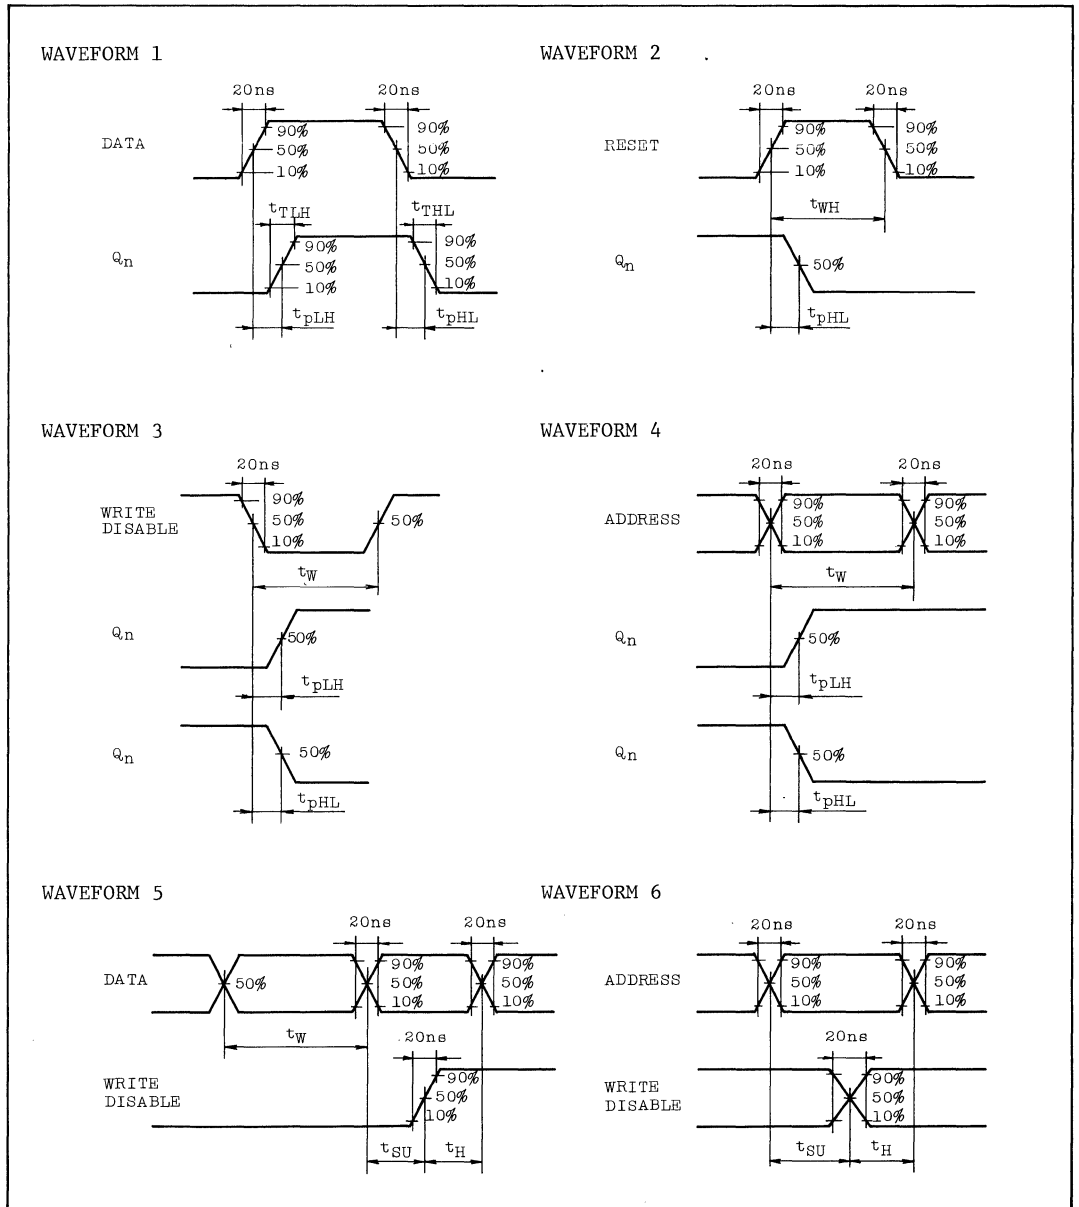 WAVEFORM 1
20ns 20ns
DATA
90%
50%
10%
90%
50%
10%
tTLH tTHL
Qn
90%
50%
10%
90%
50%
10%
tpLH tpHL
WAVEFORM 2
20ns 20ns
RESET
90%
50%
10%
90%
50%
10%
tWH
Qn
50%
tpHL
WAVEFORM 3
20ns
WRITE
DISABLE
90%
50%
10%
50%
tW
Qn
50%
tpLH
Qn
50%
tpHL
WAVEFORM 4
20ns 20ns
ADDRESS
90%
50%
10%
90%
50%
10%
tW
Qn
50%
tpLH
Qn
50%
tpHL
WAVEFORM 5
20ns 20ns
DATA
50%
90%
50%
10%
90%
50%
10%
tW
20ns
WRITE
DISABLE
90%
50%
10%
tSU tH
WAVEFORM 6
20ns 20ns
ADDRESS
90%
50%
10%
90%
50%
10%
20ns
WRITE
DISABLE
90%
50%
10%
tSU tH